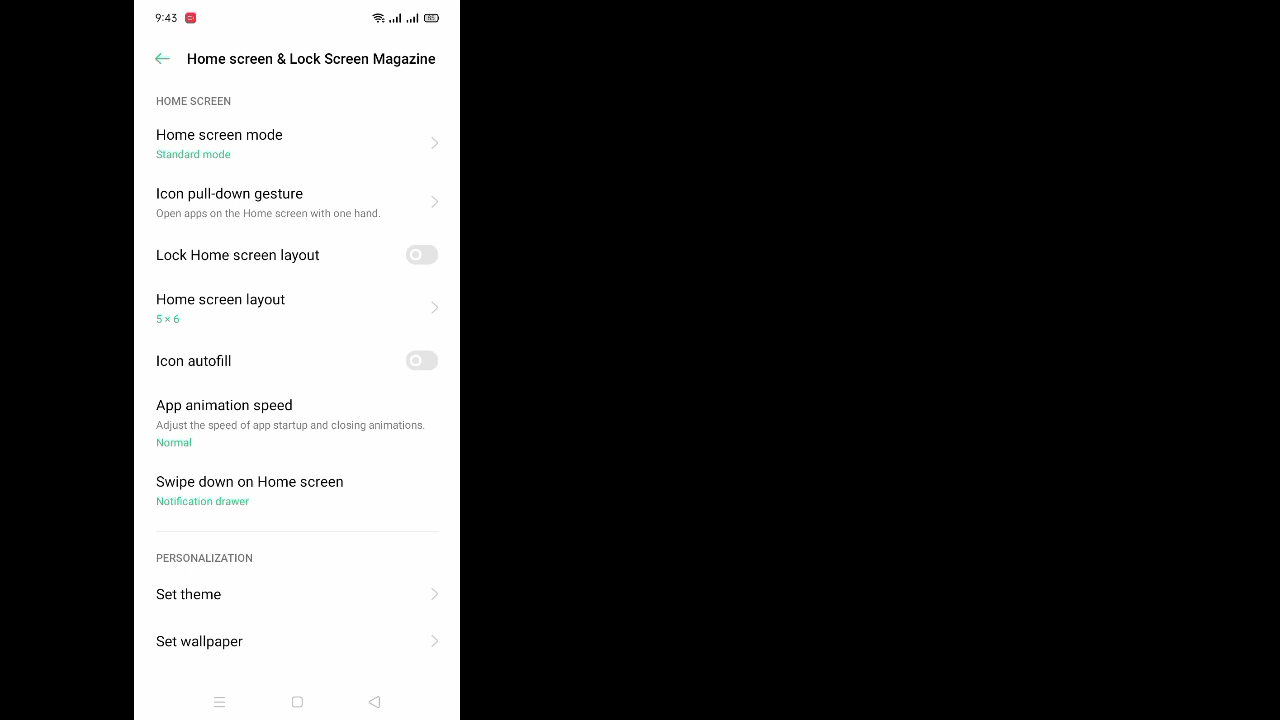 9:43
Home screen & Lock Screen Magazine
HOME SCREEN
Home screen mode
Standard mode
Icon pull-down gesture
Open apps on the Home screen with one hand.
Lock Home screen layout
Home screen layout
5 × 6
Icon autofill
App animation speed
Adjust the speed of app startup and closing animations.
Normal
Swipe down on Home screen
Notification drawer
PERSONALIZATION
Set theme
Set wallpaper